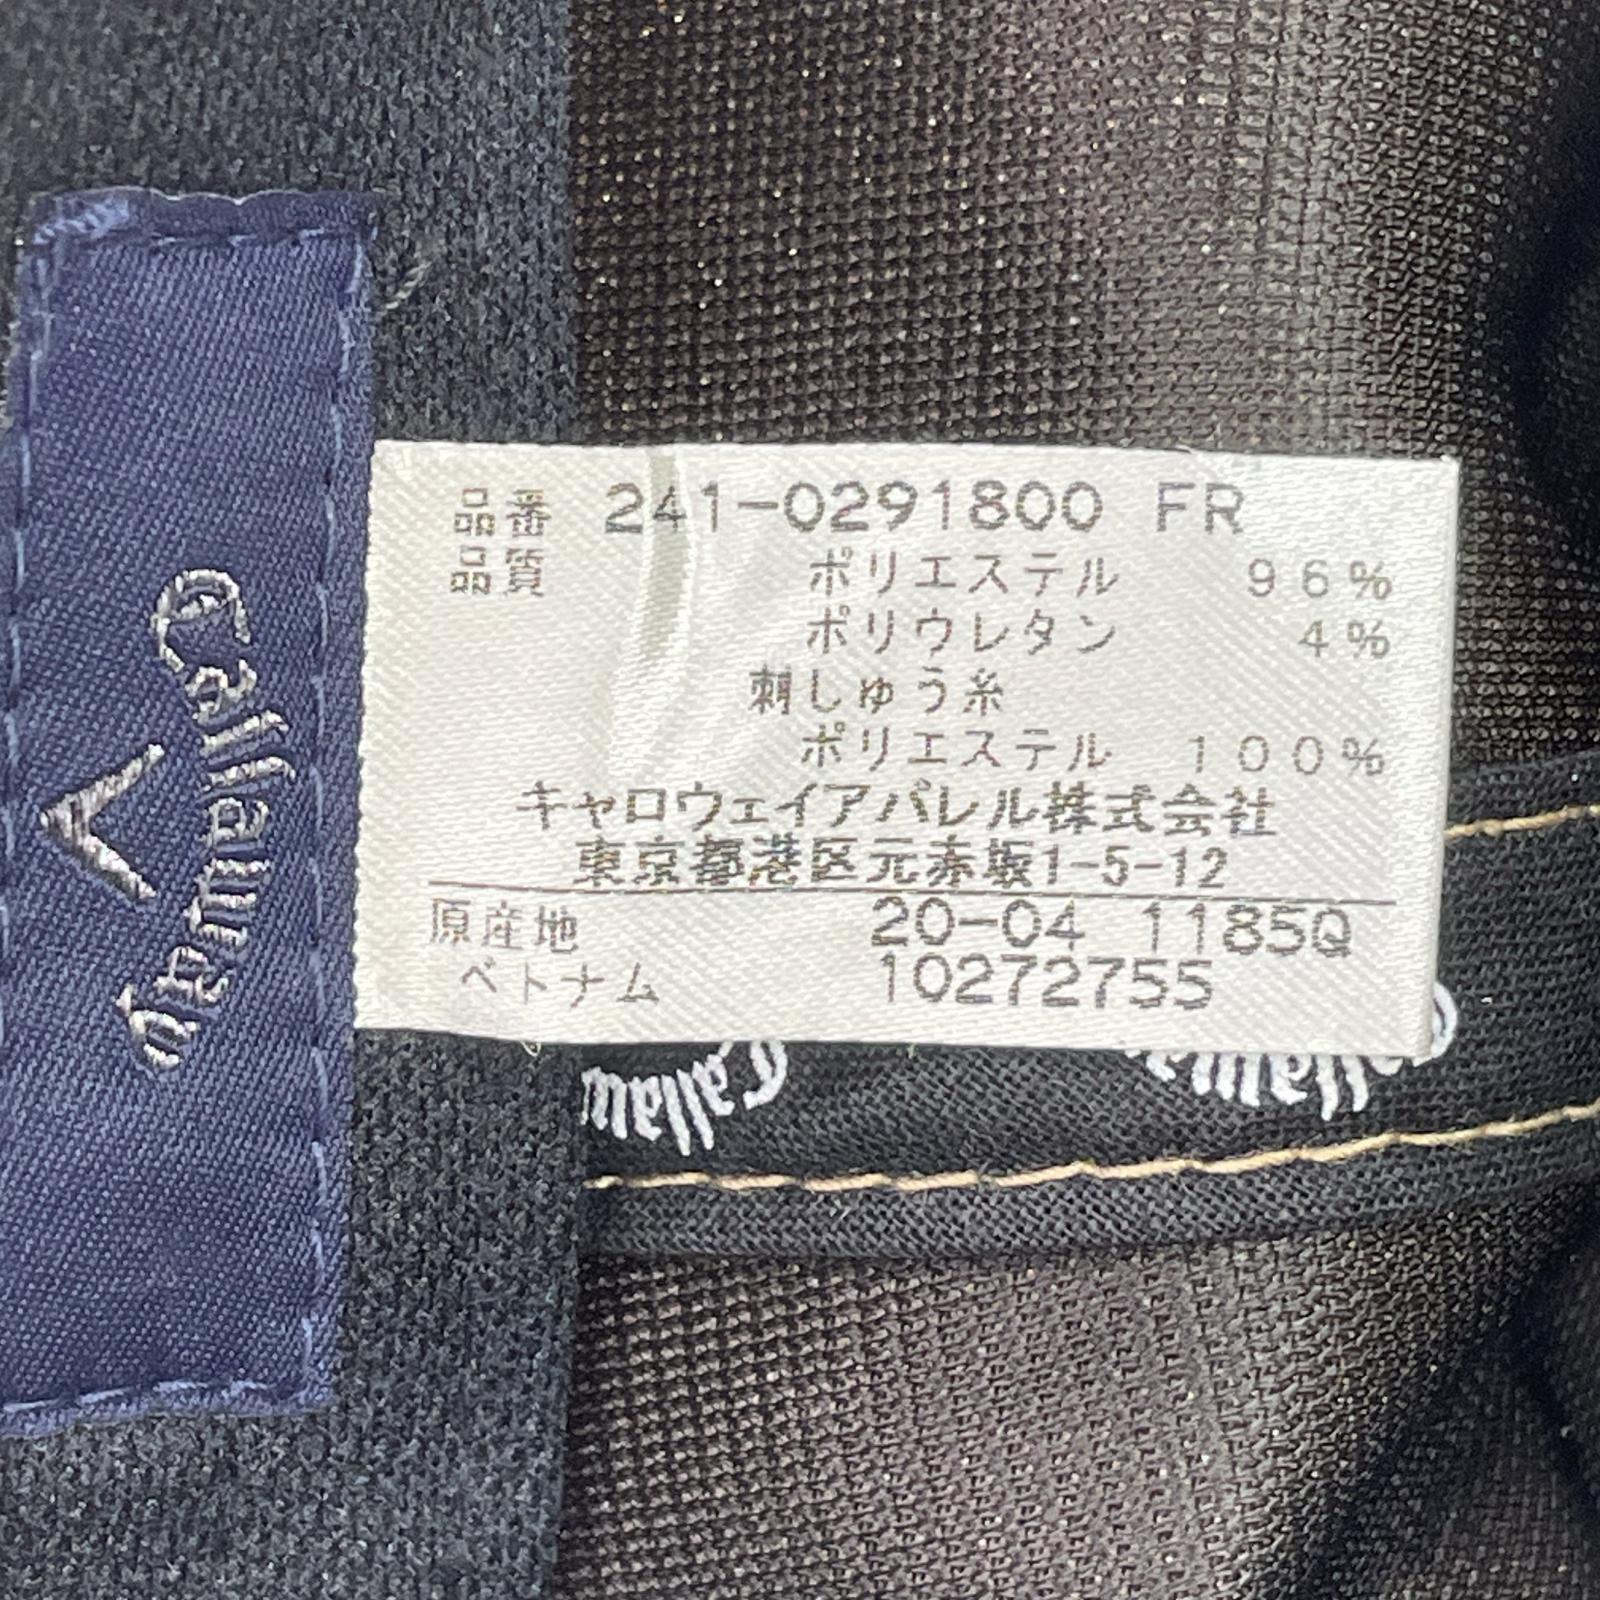 Callaway
品番 241-0291800 FR
品質 ポリエステル 96%
ポリウレタン 4%
刺しゅう糸
ポリエステル 100%
キャロウェイアパレル株式会社
東京都港区元赤坂1-5-12
原産地 20-04 1185Q
ベトナム 10272755